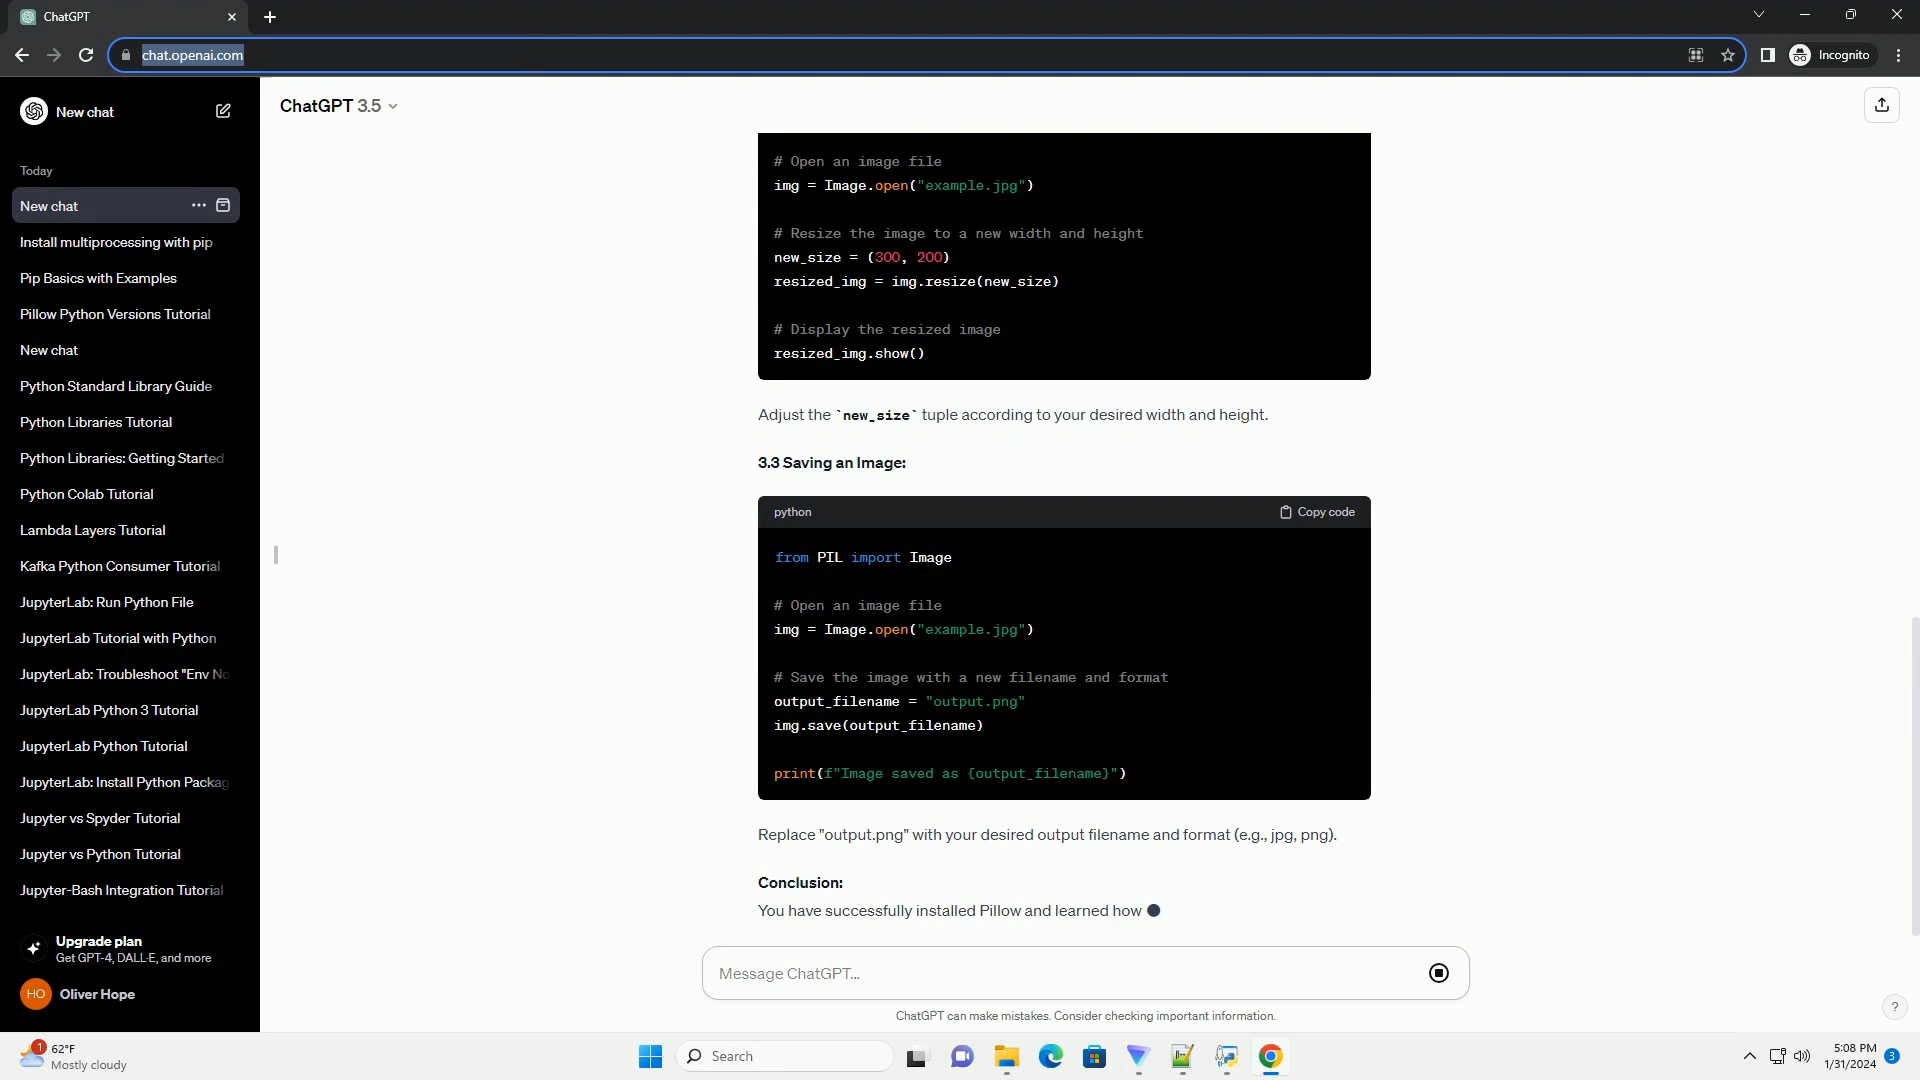 ChatGPT
chat.openai.com
Incognito
New chat
Today
New chat
Install multiprocessing with pip
Pip Basics with Examples
Pillow Python Versions Tutorial
New chat
Python Standard Library Guide
Python Libraries Tutorial
Python Libraries: Getting Started
Python Colab Tutorial
Lambda Layers Tutorial
Kafka Python Consumer Tutorial
JupyterLab: Run Python File
JupyterLab Tutorial with Python
JupyterLab: Troubleshoot "Env No
JupyterLab Python 3 Tutorial
JupyterLab Python Tutorial
JupyterLab: Install Python Packag
Jupyter vs Spyder Tutorial
Jupyter vs Python Tutorial
Jupyter-Bash Integration Tutorial
Upgrade plan
Get GPT-4, DALL·E, and more
HO
Oliver Hope
ChatGPT 3.5
# Open an image file
img = Image.open("example.jpg")
# Resize the image to a new width and height
new_size = (300, 200)
resized_img = img.resize(new_size)
# Display the resized image
resized_img.show()
Adjust the `new_size` tuple according to your desired width and height.
3.3 Saving an Image:
python
Copy code
from PIL import Image
# Open an image file
img = Image.open("example.jpg")
# Save the image with a new filename and format
output_filename = "output.png"
img.save(output_filename)
print(f"Image saved as {output_filename}")
Replace "output.png" with your desired output filename and format (e.g., jpg, png).
Conclusion:
You have successfully installed Pillow and learned how
Message ChatGPT...
ChatGPT can make mistakes. Consider checking important information.
?
1
62°F
Mostly cloudy
Search
5:08 PM
1/31/2024
3